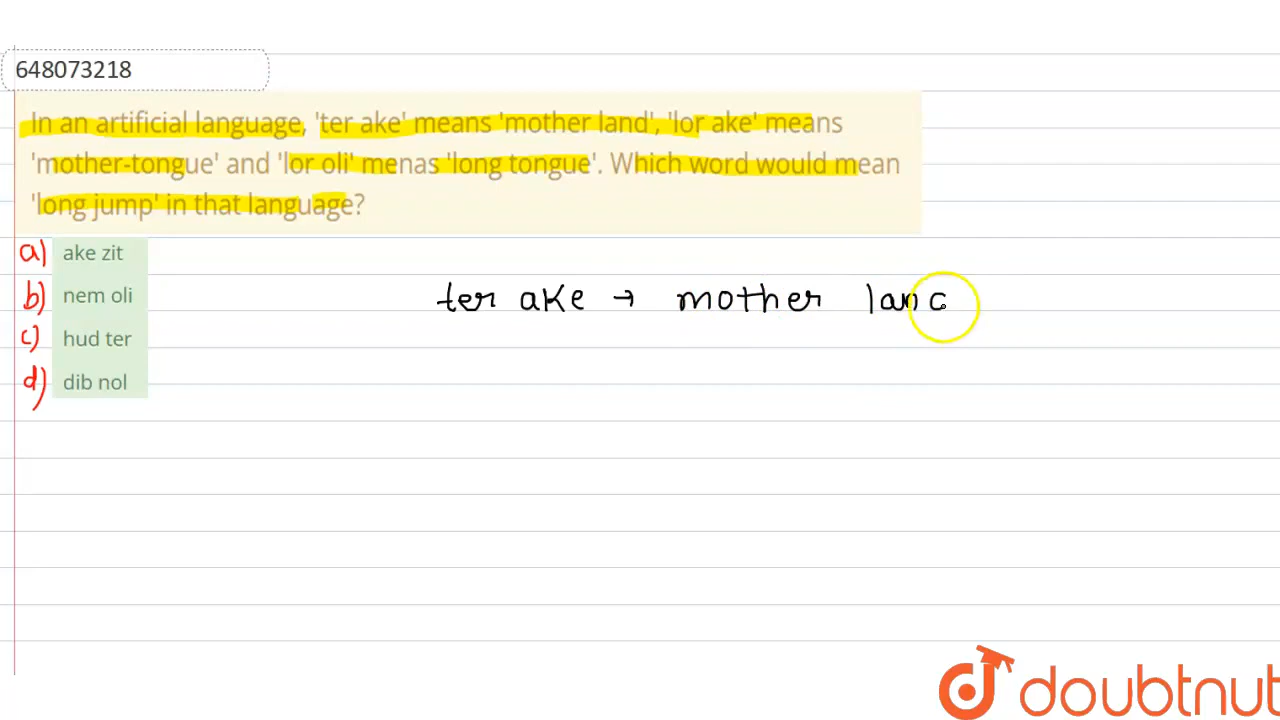 648073218
In an artificial language, 'ter ake' means 'mother land', 'lor ake' means
'mother-tongue' and 'lor oli' menas 'long tongue'. Which word would mean
'long jump' in that language?
a) ake zit
b) nem oli
c) hud ter
d) dib nol
ter ake → mother lanc
doubtnut